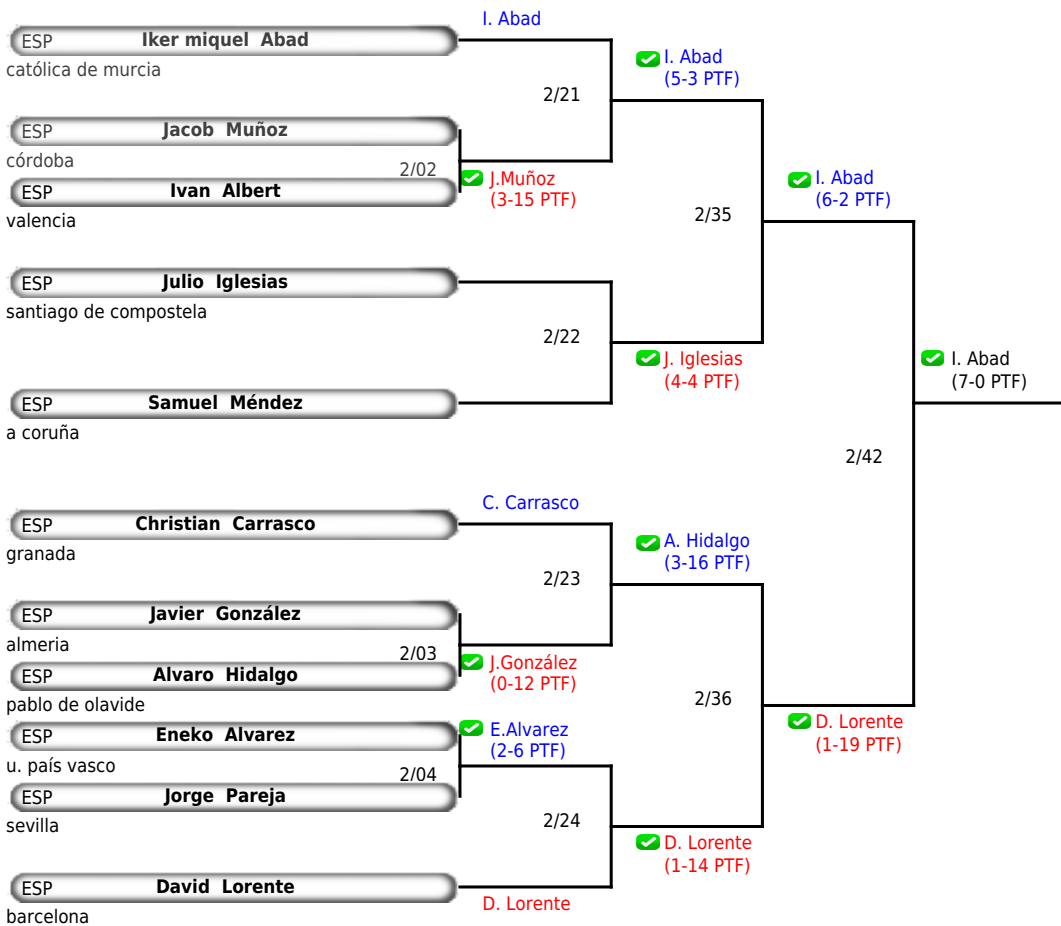 I. Abad
ESP Iker miquel Abad
católica de murcia
I. Abad
(5-3 PTF)
2/21
ESP Jacob Muñoz
córdoba
2/02
J.Muñoz
(3-15 PTF)
ESP Ivan Albert
valencia
I. Abad
(6-2 PTF)
2/35
ESP Julio Iglesias
santiago de compostela
2/22
J. Iglesias
(4-4 PTF)
I. Abad
(7-0 PTF)
ESP Samuel Méndez
a coruña
2/42
C. Carrasco
ESP Christian Carrasco
granada
A. Hidalgo
(3-16 PTF)
2/23
ESP Javier González
almeria
2/03
J.González
(0-12 PTF)
ESP Alvaro Hidalgo
pablo de olavide
2/36
D. Lorente
(1-19 PTF)
ESP Eneko Alvarez
E.Alvarez
(2-6 PTF)
u. país vasco
2/04
ESP Jorge Pareja
sevilla
2/24
D. Lorente
(1-14 PTF)
ESP David Lorente
D. Lorente
barcelona